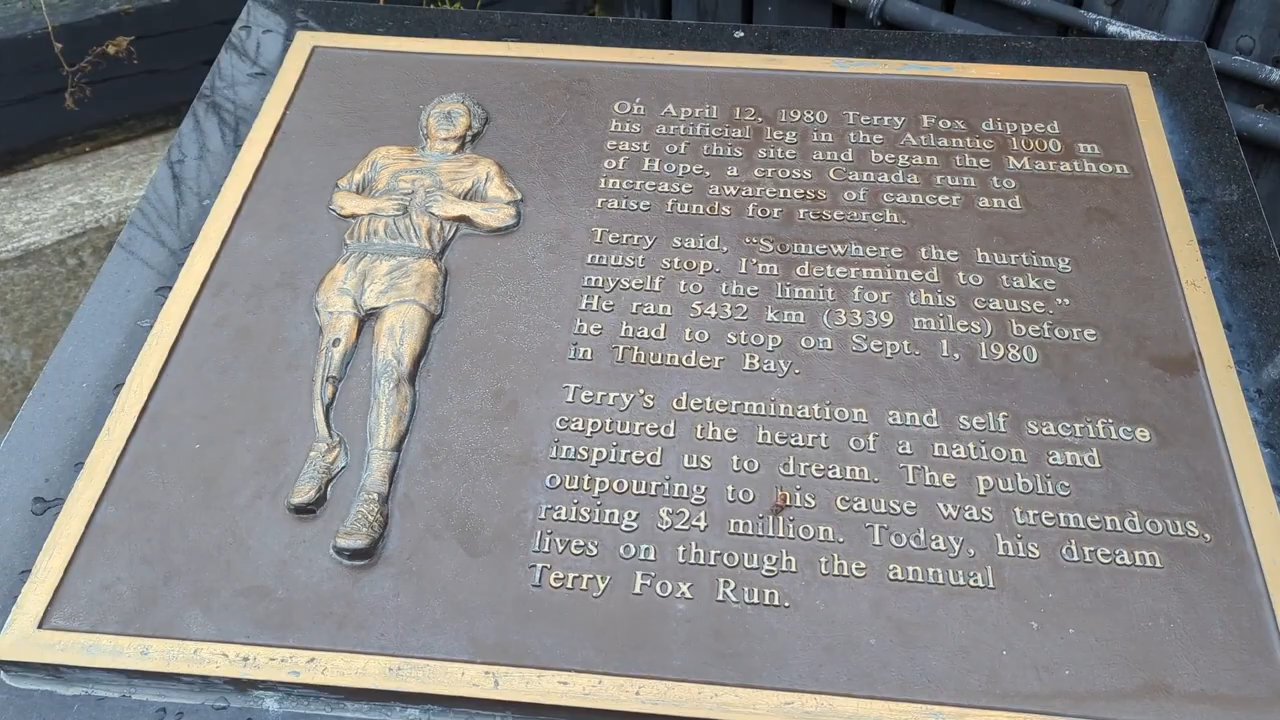 On April 12, 1980 Terry Fox dipped
his artificial leg in the Atlantic 1000 m
east of this site and began the Marathon
of Hope, a cross Canada run to
increase awareness of cancer and
raise funds for research.
Terry said, “Somewhere the hurting
must stop. I'm determined to take
myself to the limit for this cause.”
He ran 5432 km (3339 miles) before
he had to stop on Sept. 1, 1980
in Thunder Bay.
Terry's determination and self sacrifice
captured the heart of a nation and
inspired us to dream. The public
outpouring to his cause was tremendous,
raising $24 million. Today, his dream
lives on through the annual
Terry Fox Run.